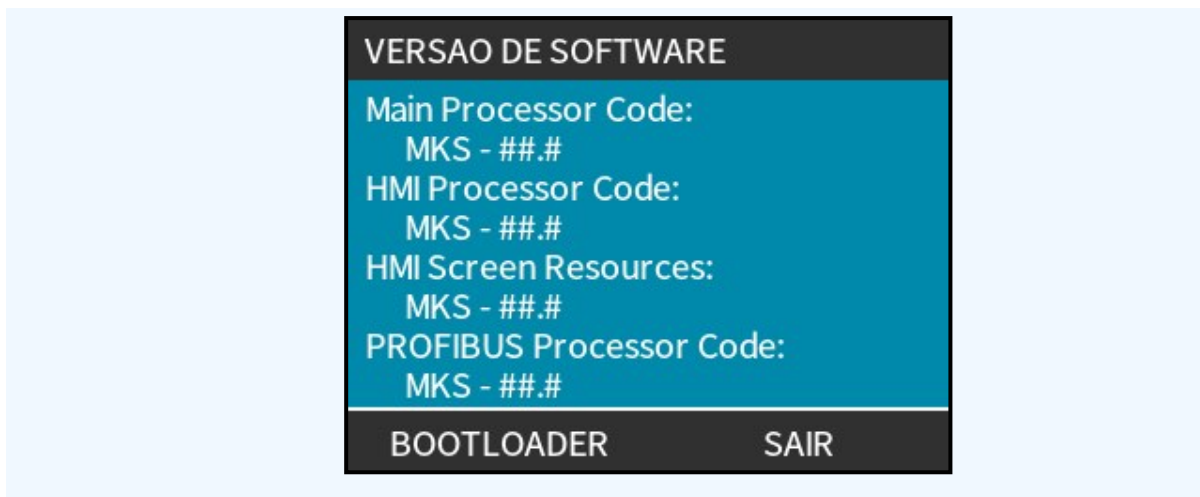 VERSAO DE SOFTWARE
Main Processor Code:
MKS - ##.#
HMI Processor Code:
MKS - ##.#
HMI Screen Resources:
MKS - ##.#
PROFIBUS Processor Code:
MKS - ##.#
BOOTLOADER SAIR